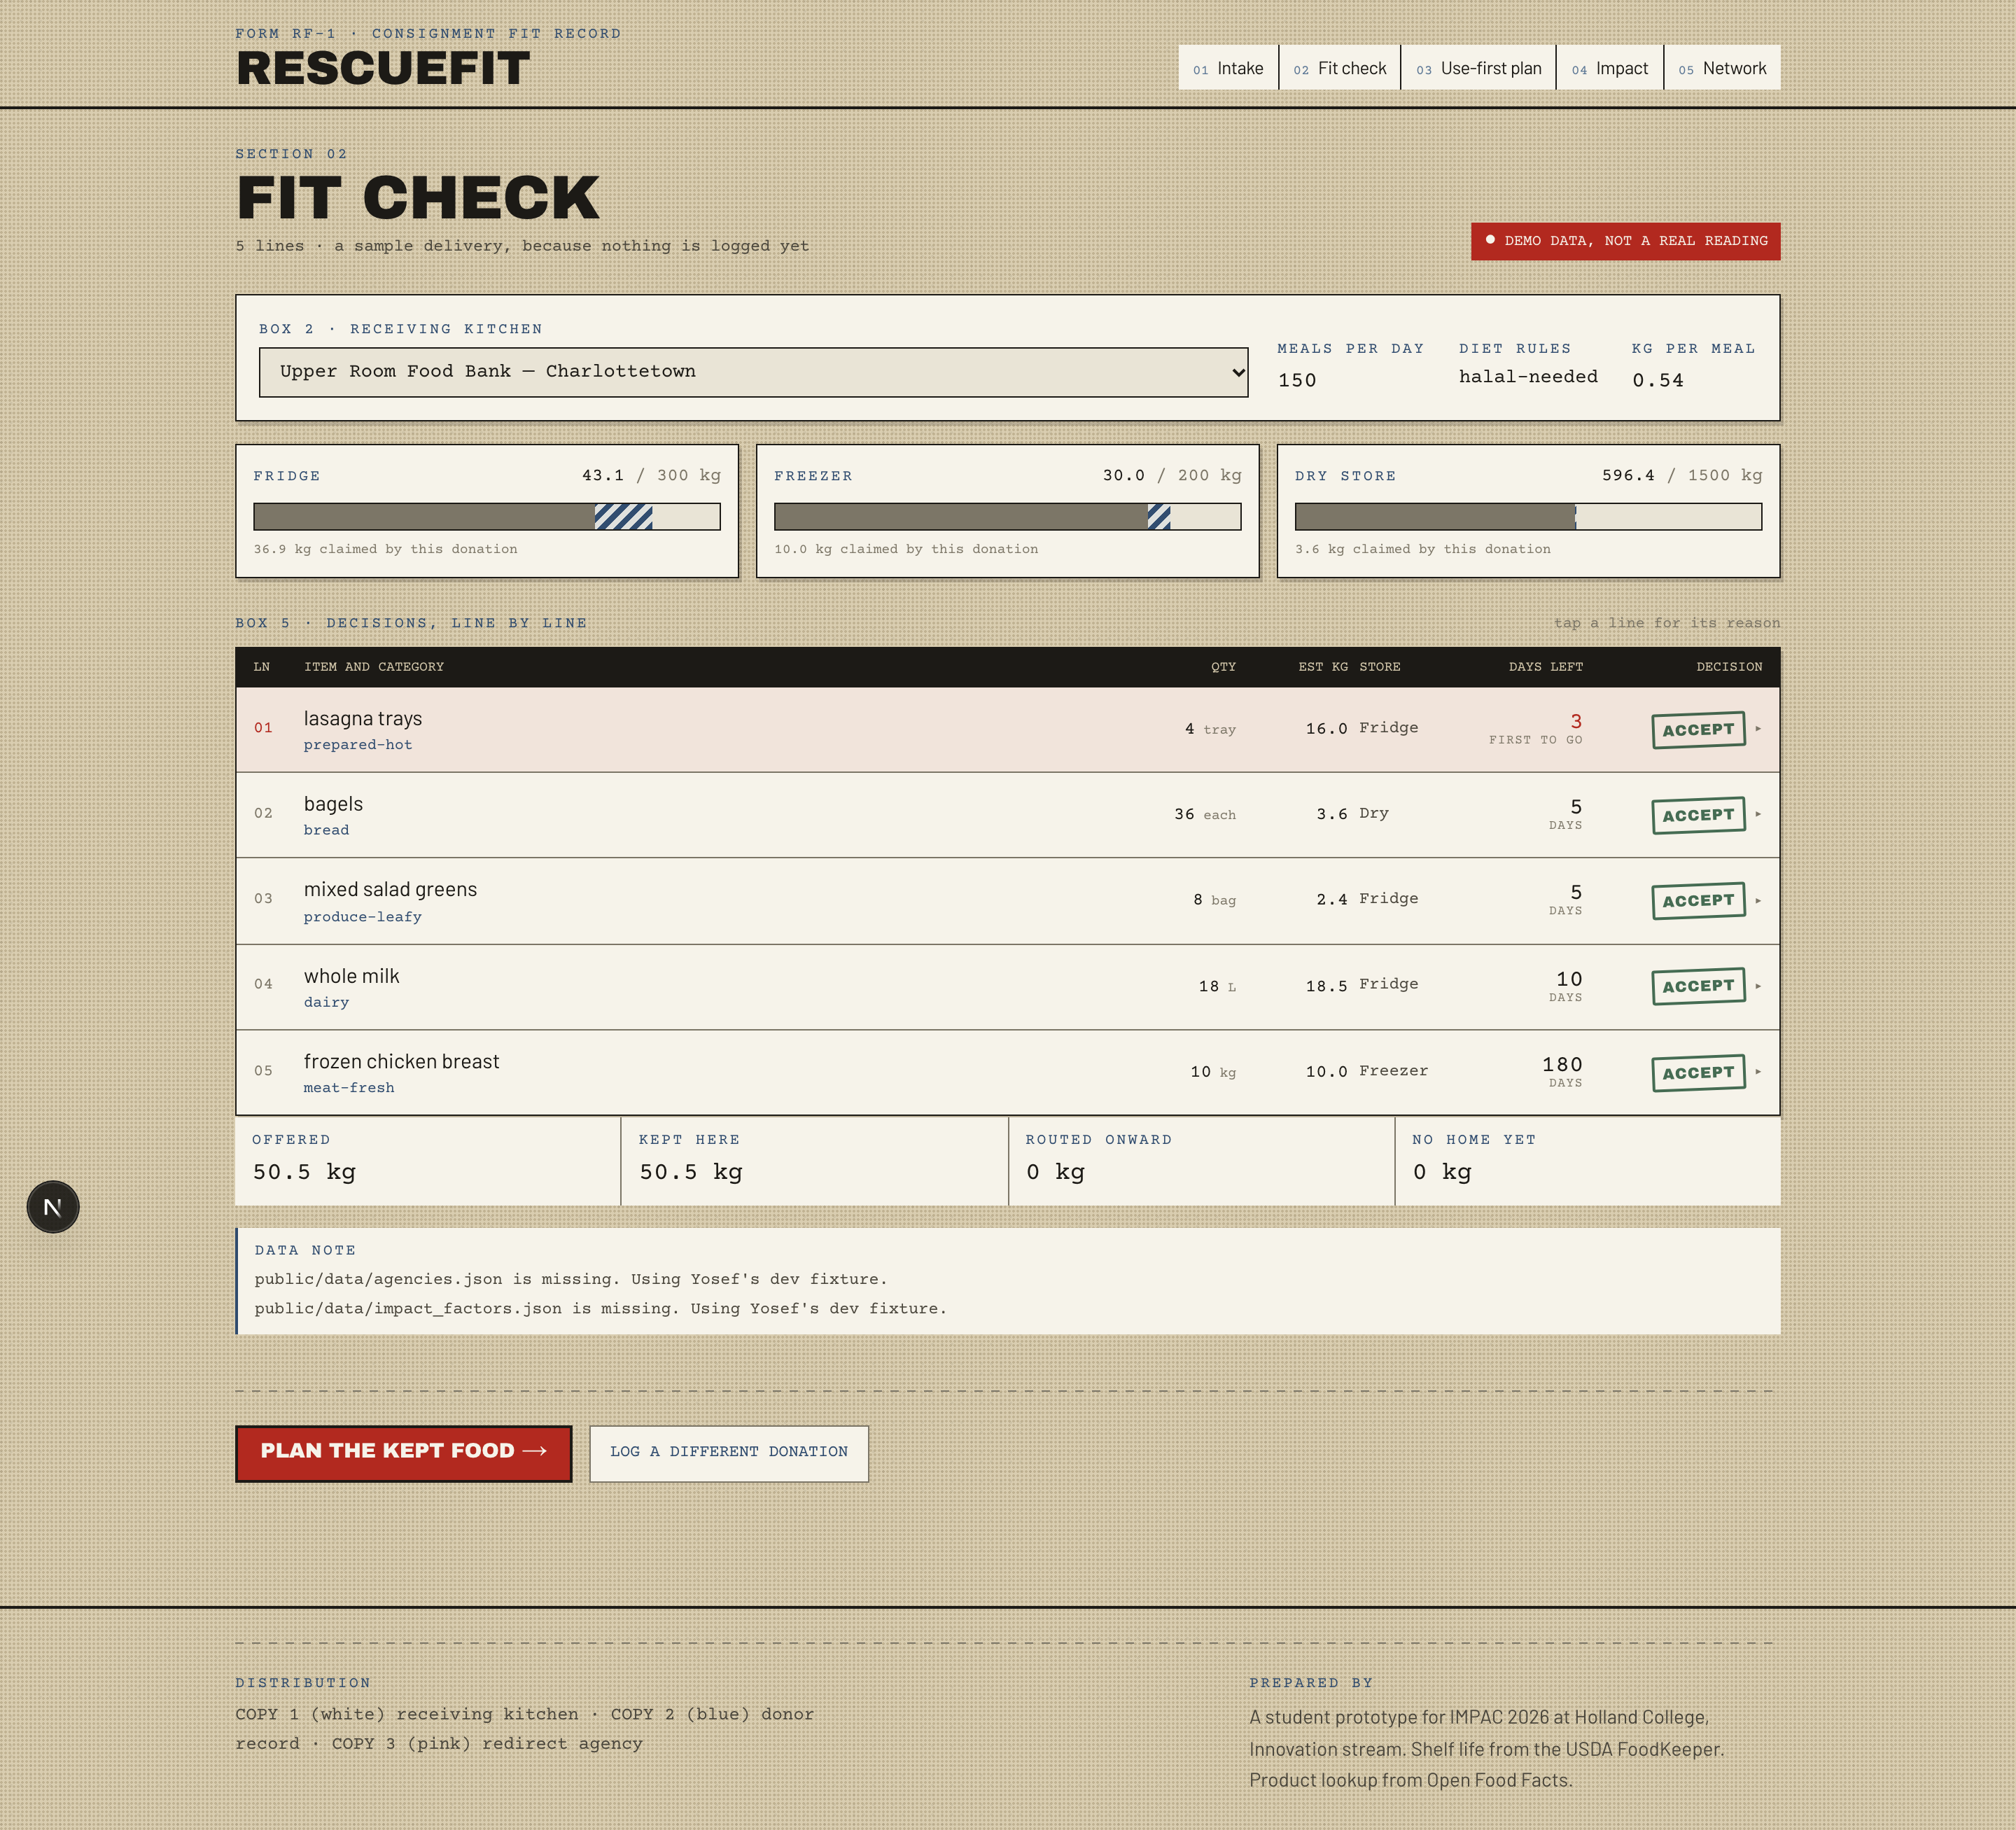 FORM RF-1 · CONSIGNMENT FIT RECORD
RESCUEFIT
01 Intake
02 Fit check
03 Use-first plan
04 Impact
05 Network
SECTION 02
FIT CHECK
5 lines · a sample delivery, because nothing is logged yet
DEMO DATA, NOT A REAL READING
BOX 2 · RECEIVING KITCHEN
Upper Room Food Bank — Charlottetown
MEALS PER DAY
150
DIET RULES
halal-needed
KG PER MEAL
0.54
FRIDGE 43.1 / 300 kg
36.9 kg claimed by this donation
FREEZER 30.0 / 200 kg
10.0 kg claimed by this donation
DRY STORE 596.4 / 1500 kg
3.6 kg claimed by this donation
BOX 5 · DECISIONS, LINE BY LINE
tap a line for its reason
LN ITEM AND CATEGORY QTY EST KG STORE DAYS LEFT DECISION
01 lasagna trays 4 tray 16.0 Fridge 3 ACCEPT
prepared-hot FIRST TO GO
02 bagels 36 each 3.6 Dry 5 ACCEPT
bread DAYS
03 mixed salad greens 8 bag 2.4 Fridge 5 ACCEPT
produce-leafy DAYS
04 whole milk 18 L 18.5 Fridge 10 ACCEPT
dairy DAYS
05 frozen chicken breast 10 kg 10.0 Freezer 180 ACCEPT
meat-fresh DAYS
OFFERED
50.5 kg
KEPT HERE
50.5 kg
ROUTED ONWARD
0 kg
NO HOME YET
0 kg
N
DATA NOTE
public/data/agencies.json is missing. Using Yosef's dev fixture.
public/data/impact_factors.json is missing. Using Yosef's dev fixture.
PLAN THE KEPT FOOD →
LOG A DIFFERENT DONATION
DISTRIBUTION
COPY 1 (white) receiving kitchen · COPY 2 (blue) donor
record · COPY 3 (pink) redirect agency
PREPARED BY
A student prototype for IMPAC 2026 at Holland College,
Innovation stream. Shelf life from the USDA FoodKeeper.
Product lookup from Open Food Facts.